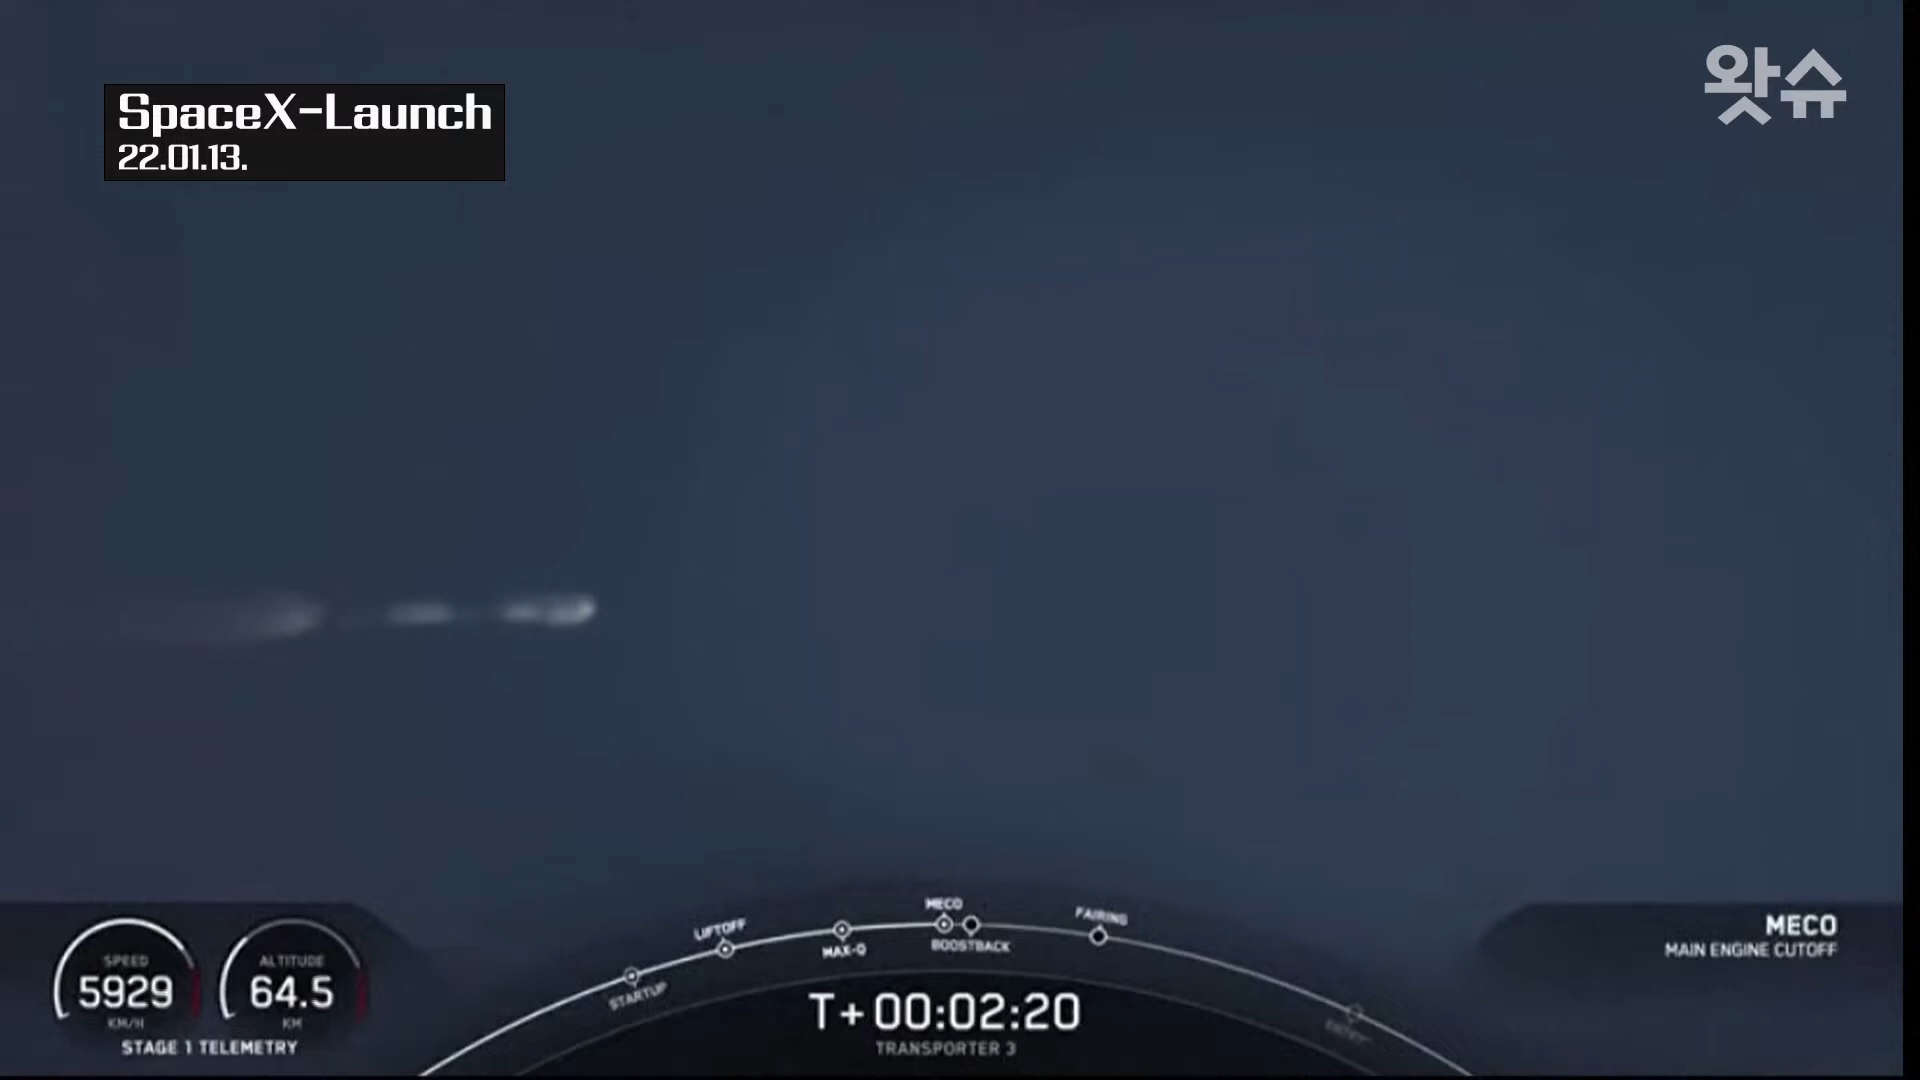 SpaceX-Launch
22.01.13.
왓슈
MECO
FAIRING
LIFTOFF
MAX-Q
BOOSTBACK
STARTUP
SPEED
5929
KM/H
ALTITUDE
64.5
KM
STAGE 1 TELEMETRY
T+00:02:20
TRANSPORTER 3
ENTRY
MECO
MAIN ENGINE CUTOFF